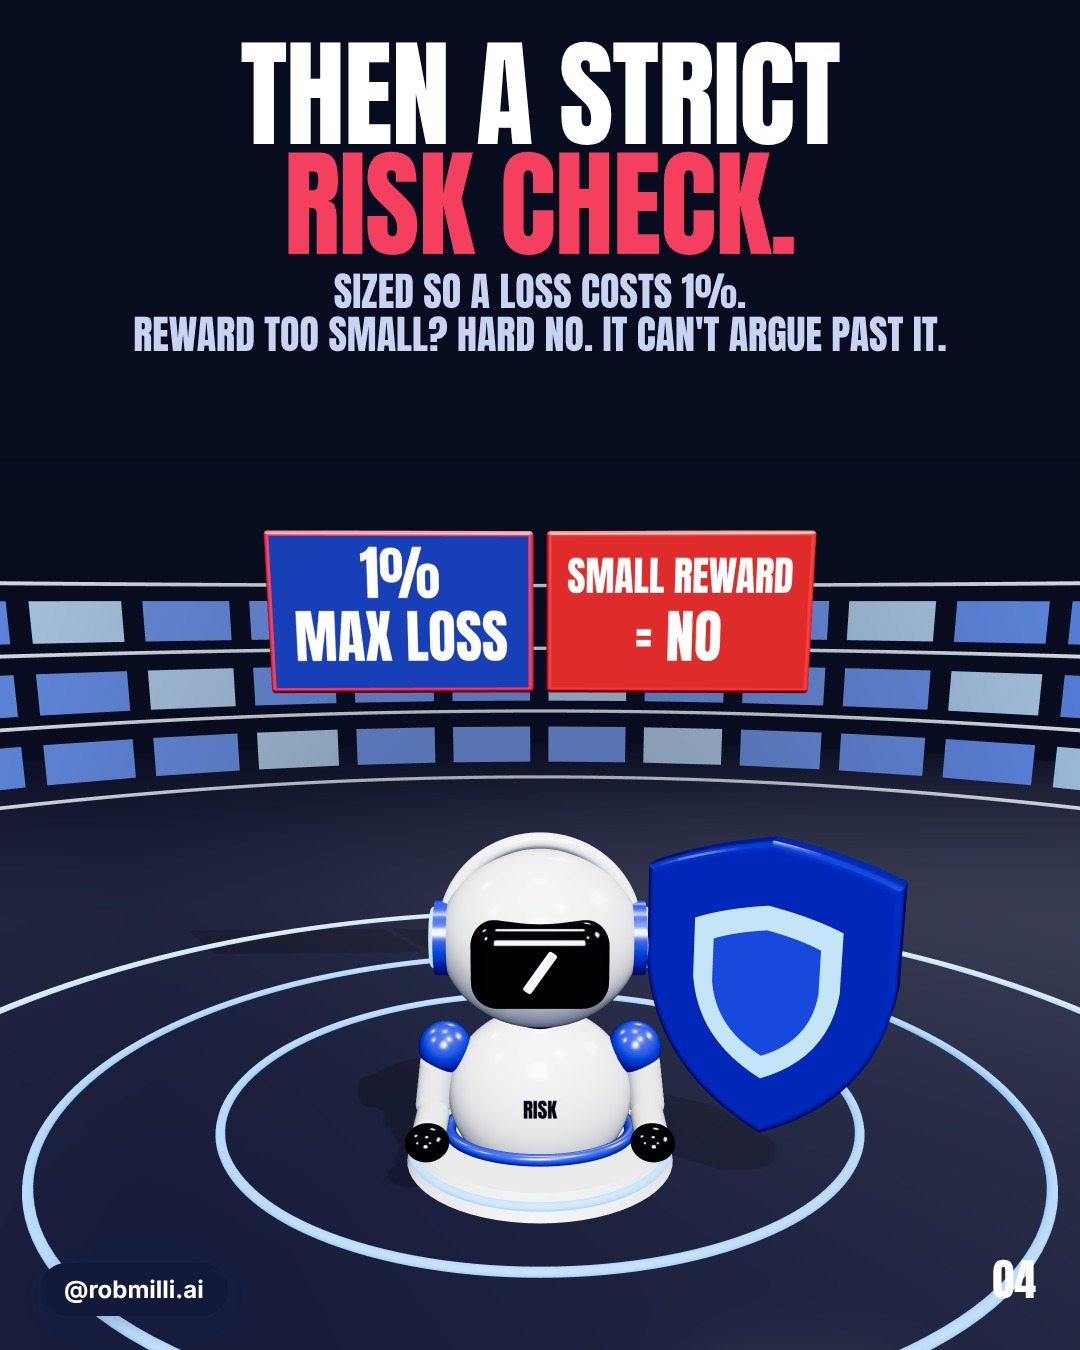 THEN A STRICT
RISK CHECK.
SIZED SO A LOSS COSTS 1%.
REWARD TOO SMALL? HARD NO. IT CAN'T ARGUE PAST IT.
1%
MAX LOSS
SMALL REWARD
= NO
RISK
@robmilli.ai
04